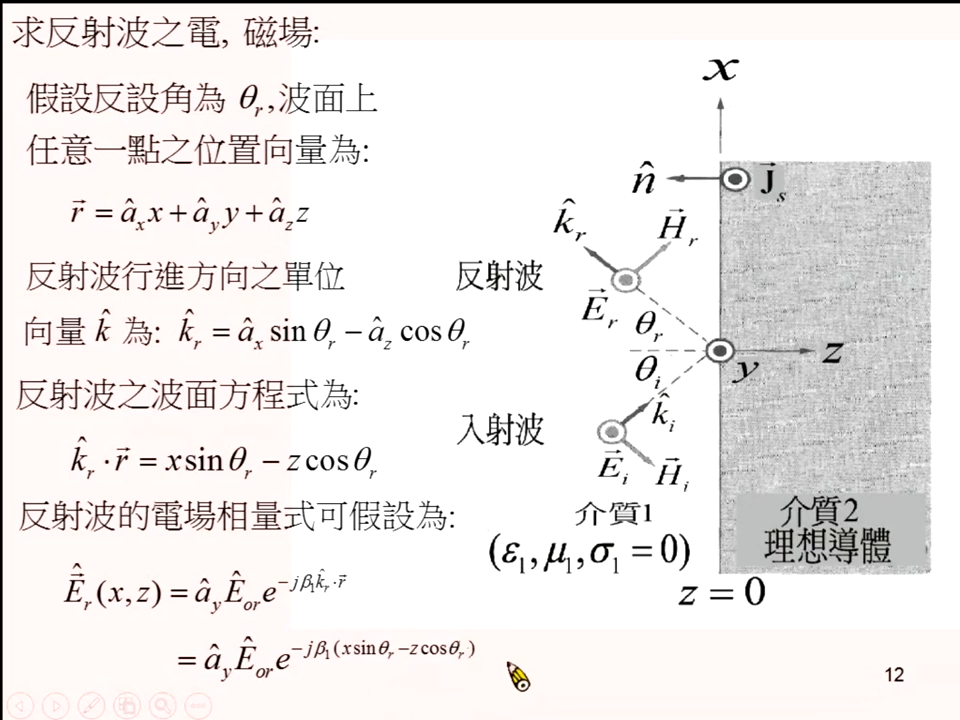 求反射波之電, 磁場:
假設反設角為 θr,波面上
任意一點之位置向量為:
r⃗ = âx x + ây y + âz z
反射波行進方向之單位
向量 k̂ 為: k̂r = âx sin θr − âz cos θr
反射波之波面方程式為:
k̂r · r⃗ = x sin θr − z cos θr
反射波的電場相量式可假設為:
Ê⃗r (x, z) = ây Êor e^(−jβ1 k̂r · r⃗)
= ây Êor e^(−jβ1 (x sin θr − z cos θr))
x
n̂
J⃗s
k̂r
H⃗r
反射波
E⃗r
θr
z
y
θi
k̂i
入射波
E⃗i
H⃗i
介質1
(ε1, μ1, σ1 = 0)
介質2
理想導體
z = 0
12